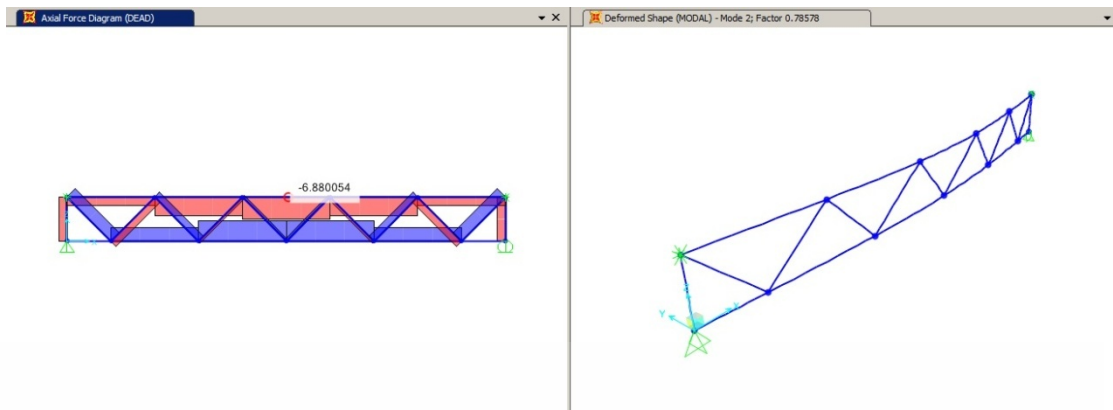 Axial Force Diagram (DEAD)
Deformed Shape (MODAL) - Mode 2; Factor 0.78578
-6.880054
Y
X